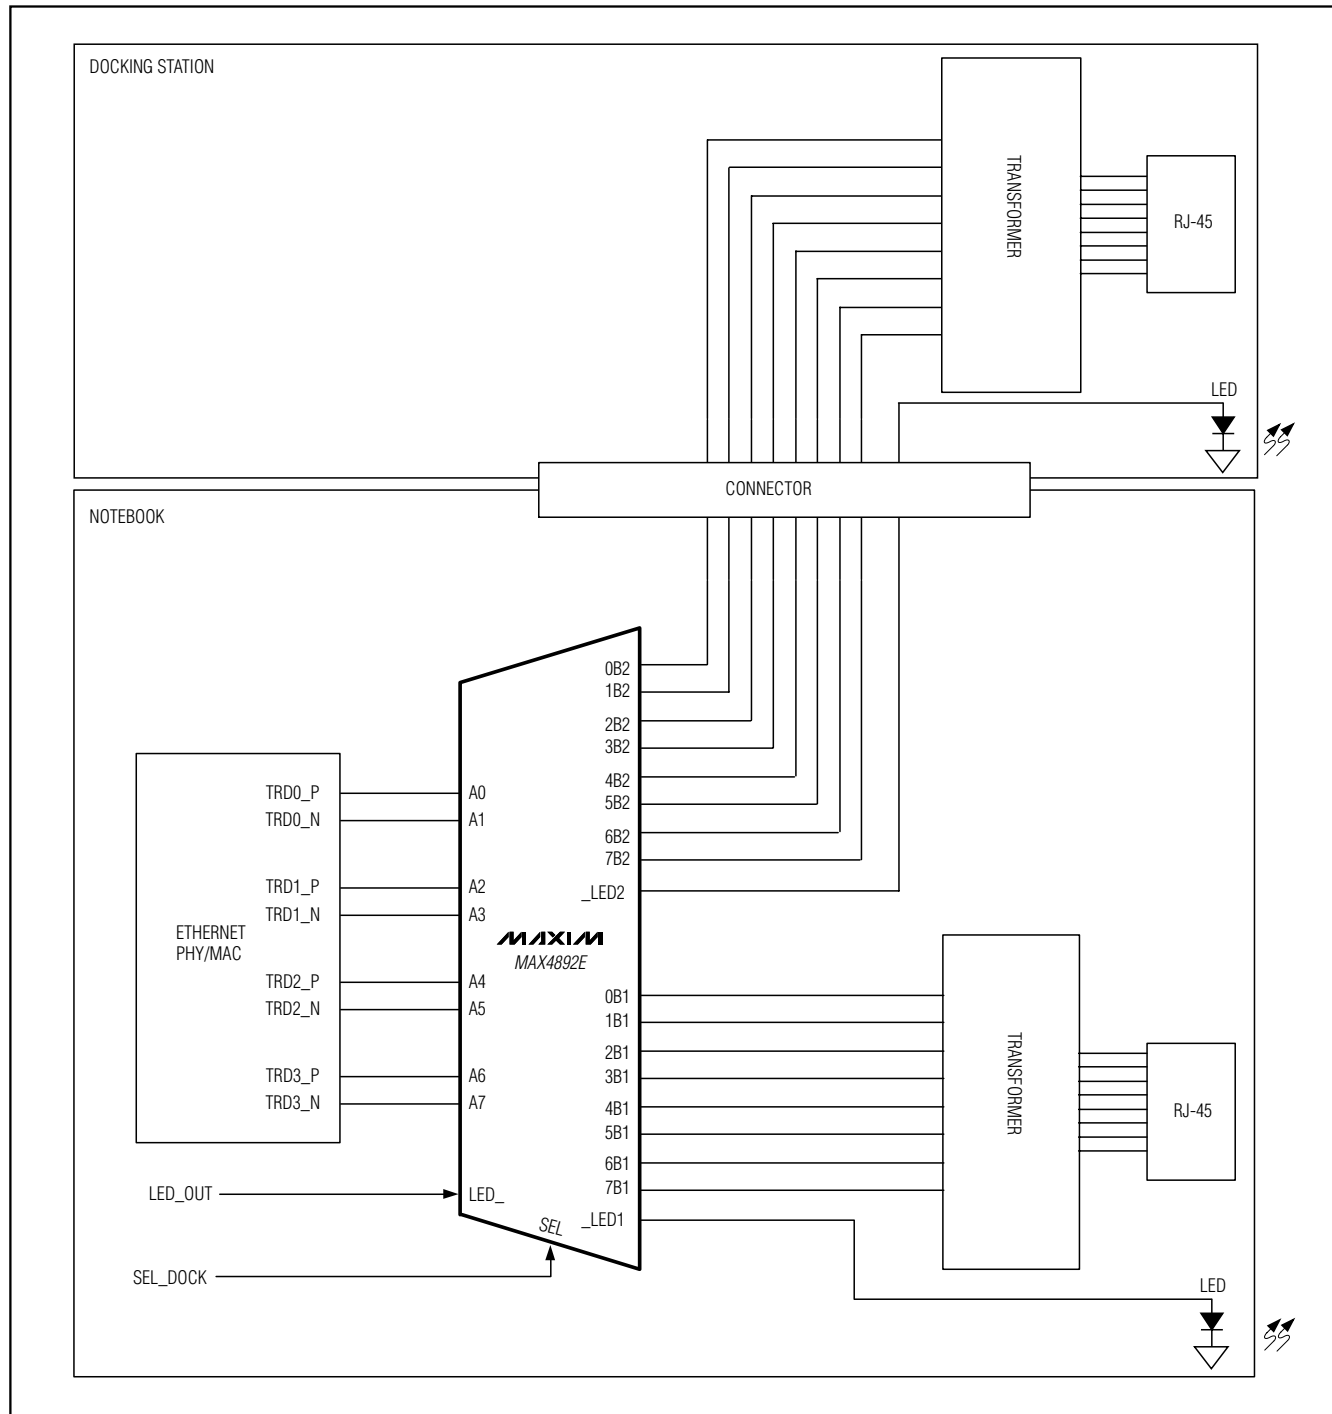 DOCKING STATION
TRANSFORMER
RJ-45
LED
CONNECTOR
NOTEBOOK
0B2
1B2
2B2
3B2
4B2
5B2
6B2
7B2
_LED2
TRD0_P
TRD0_N
TRD1_P
TRD1_N
TRD2_P
TRD2_N
TRD3_P
TRD3_N
ETHERNET
PHY/MAC
A0
A1
A2
A3
A4
A5
A6
A7
MAXIM
MAX4892E
0B1
1B1
2B1
3B1
4B1
5B1
6B1
7B1
_LED1
TRANSFORMER
RJ-45
LED_OUT
LED_
SEL
SEL_DOCK
LED